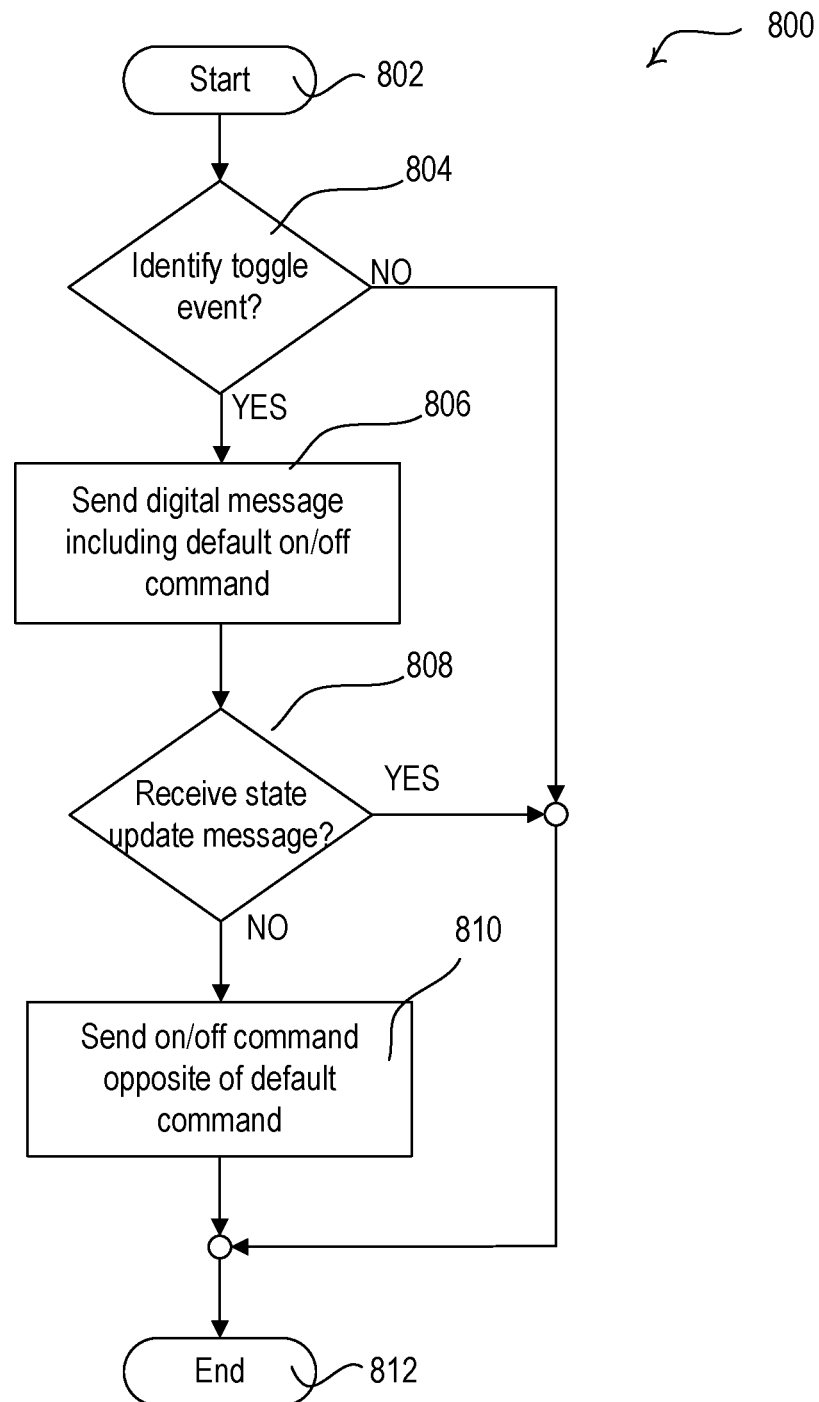 800
Start
802
804
Identify toggle
event?
NO
YES
806
Send digital message
including default on/off
command
808
Receive state
update message?
YES
NO
810
Send on/off command
opposite of default
command
End
812